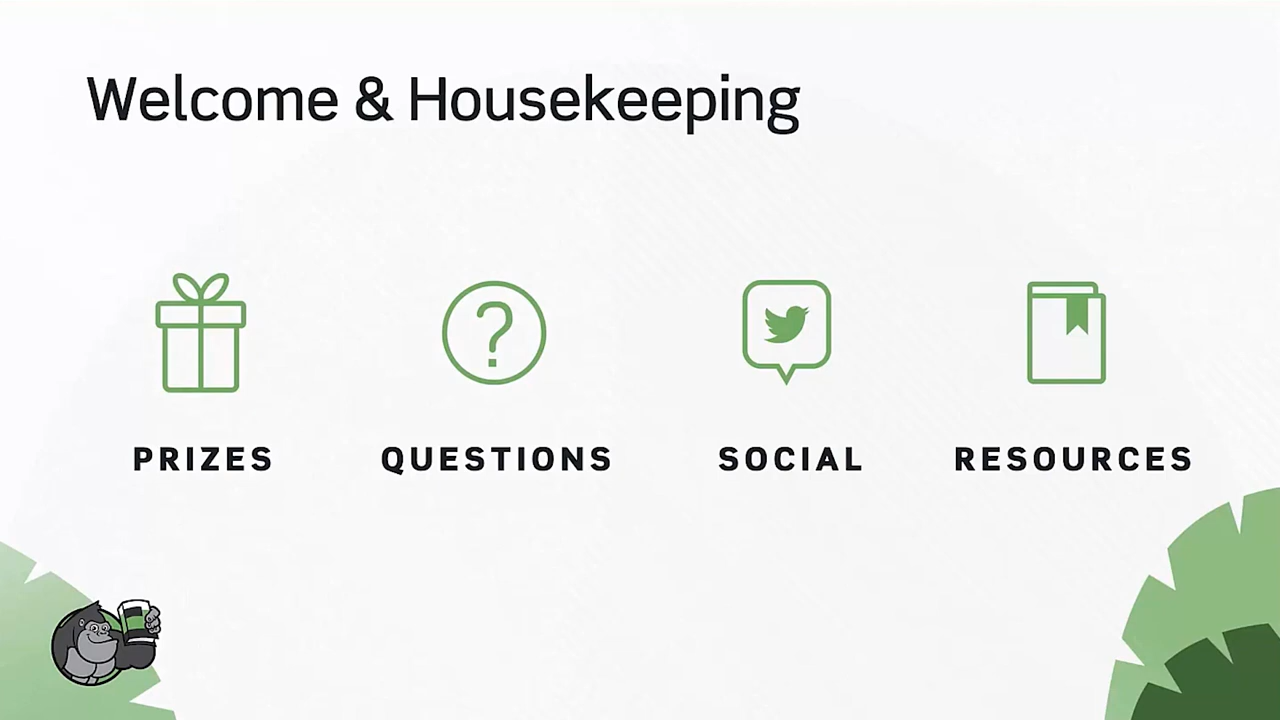 Welcome & Housekeeping
PRIZES
QUESTIONS
SOCIAL
RESOURCES